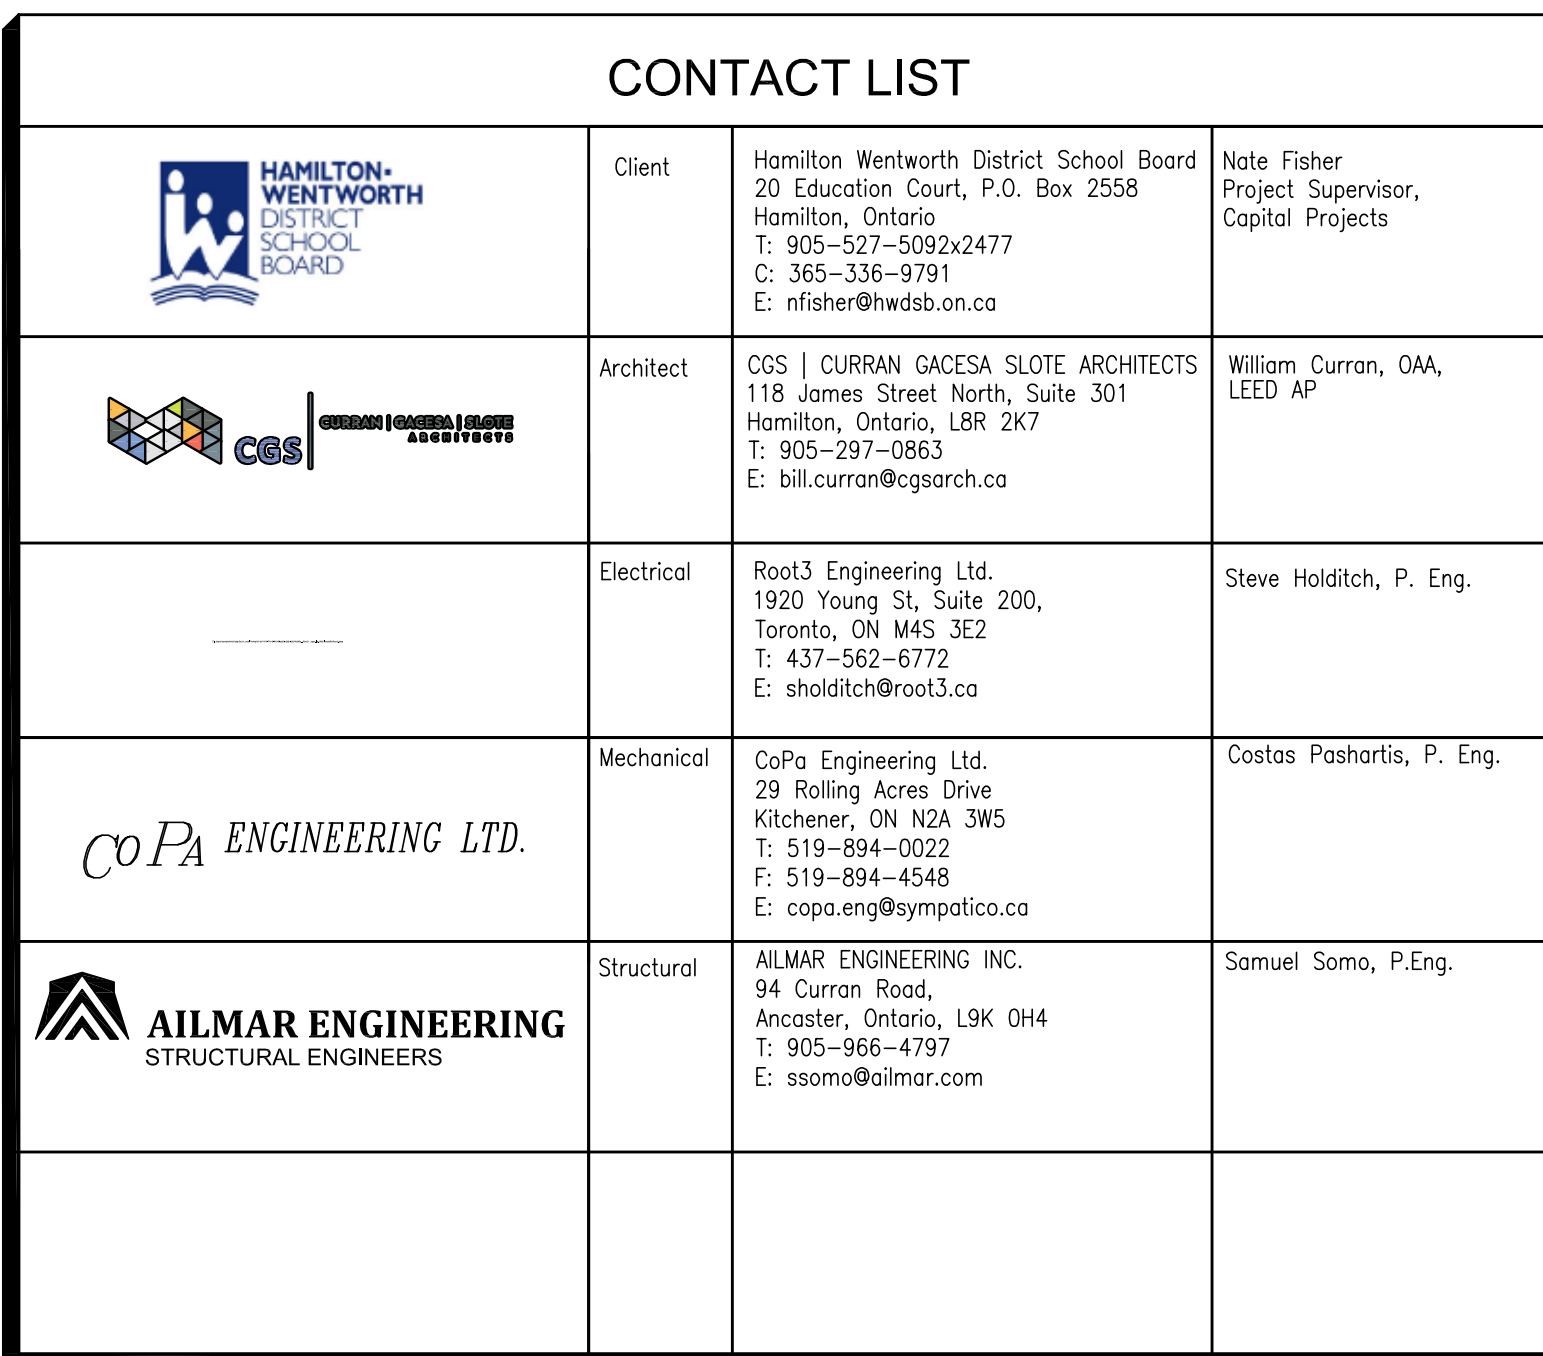 CONTACT LIST
HAMILTON-
WENTWORTH
DISTRICT
SCHOOL
BOARD
Client
Hamilton Wentworth District School Board
20 Education Court, P.O. Box 2558
Hamilton, Ontario
T: 905-527-5092x2477
C: 365-336-9791
E: nfisher@hwdsb.on.ca
Nate Fisher
Project Supervisor,
Capital Projects
CGS
CURRAN | GACESA | SLOTE
ARCHITECTS
Architect
CGS | CURRAN GACESA SLOTE ARCHITECTS
118 James Street North, Suite 301
Hamilton, Ontario, L8R 2K7
T: 905-297-0863
E: bill.curran@cgsarch.ca
William Curran, OAA,
LEED AP
Electrical
Root3 Engineering Ltd.
1920 Young St, Suite 200,
Toronto, ON M4S 3E2
T: 437-562-6772
E: sholditch@root3.ca
Steve Holditch, P. Eng.
COPA ENGINEERING LTD.
Mechanical
CoPa Engineering Ltd.
29 Rolling Acres Drive
Kitchener, ON N2A 3W5
T: 519-894-0022
F: 519-894-4548
E: copa.eng@sympatico.ca
Costas Pashartis, P. Eng.
AILMAR ENGINEERING
STRUCTURAL ENGINEERS
Structural
AILMAR ENGINEERING INC.
94 Curran Road,
Ancaster, Ontario, L9K 0H4
T: 905-966-4797
E: ssomo@ailmar.com
Samuel Somo, P.Eng.